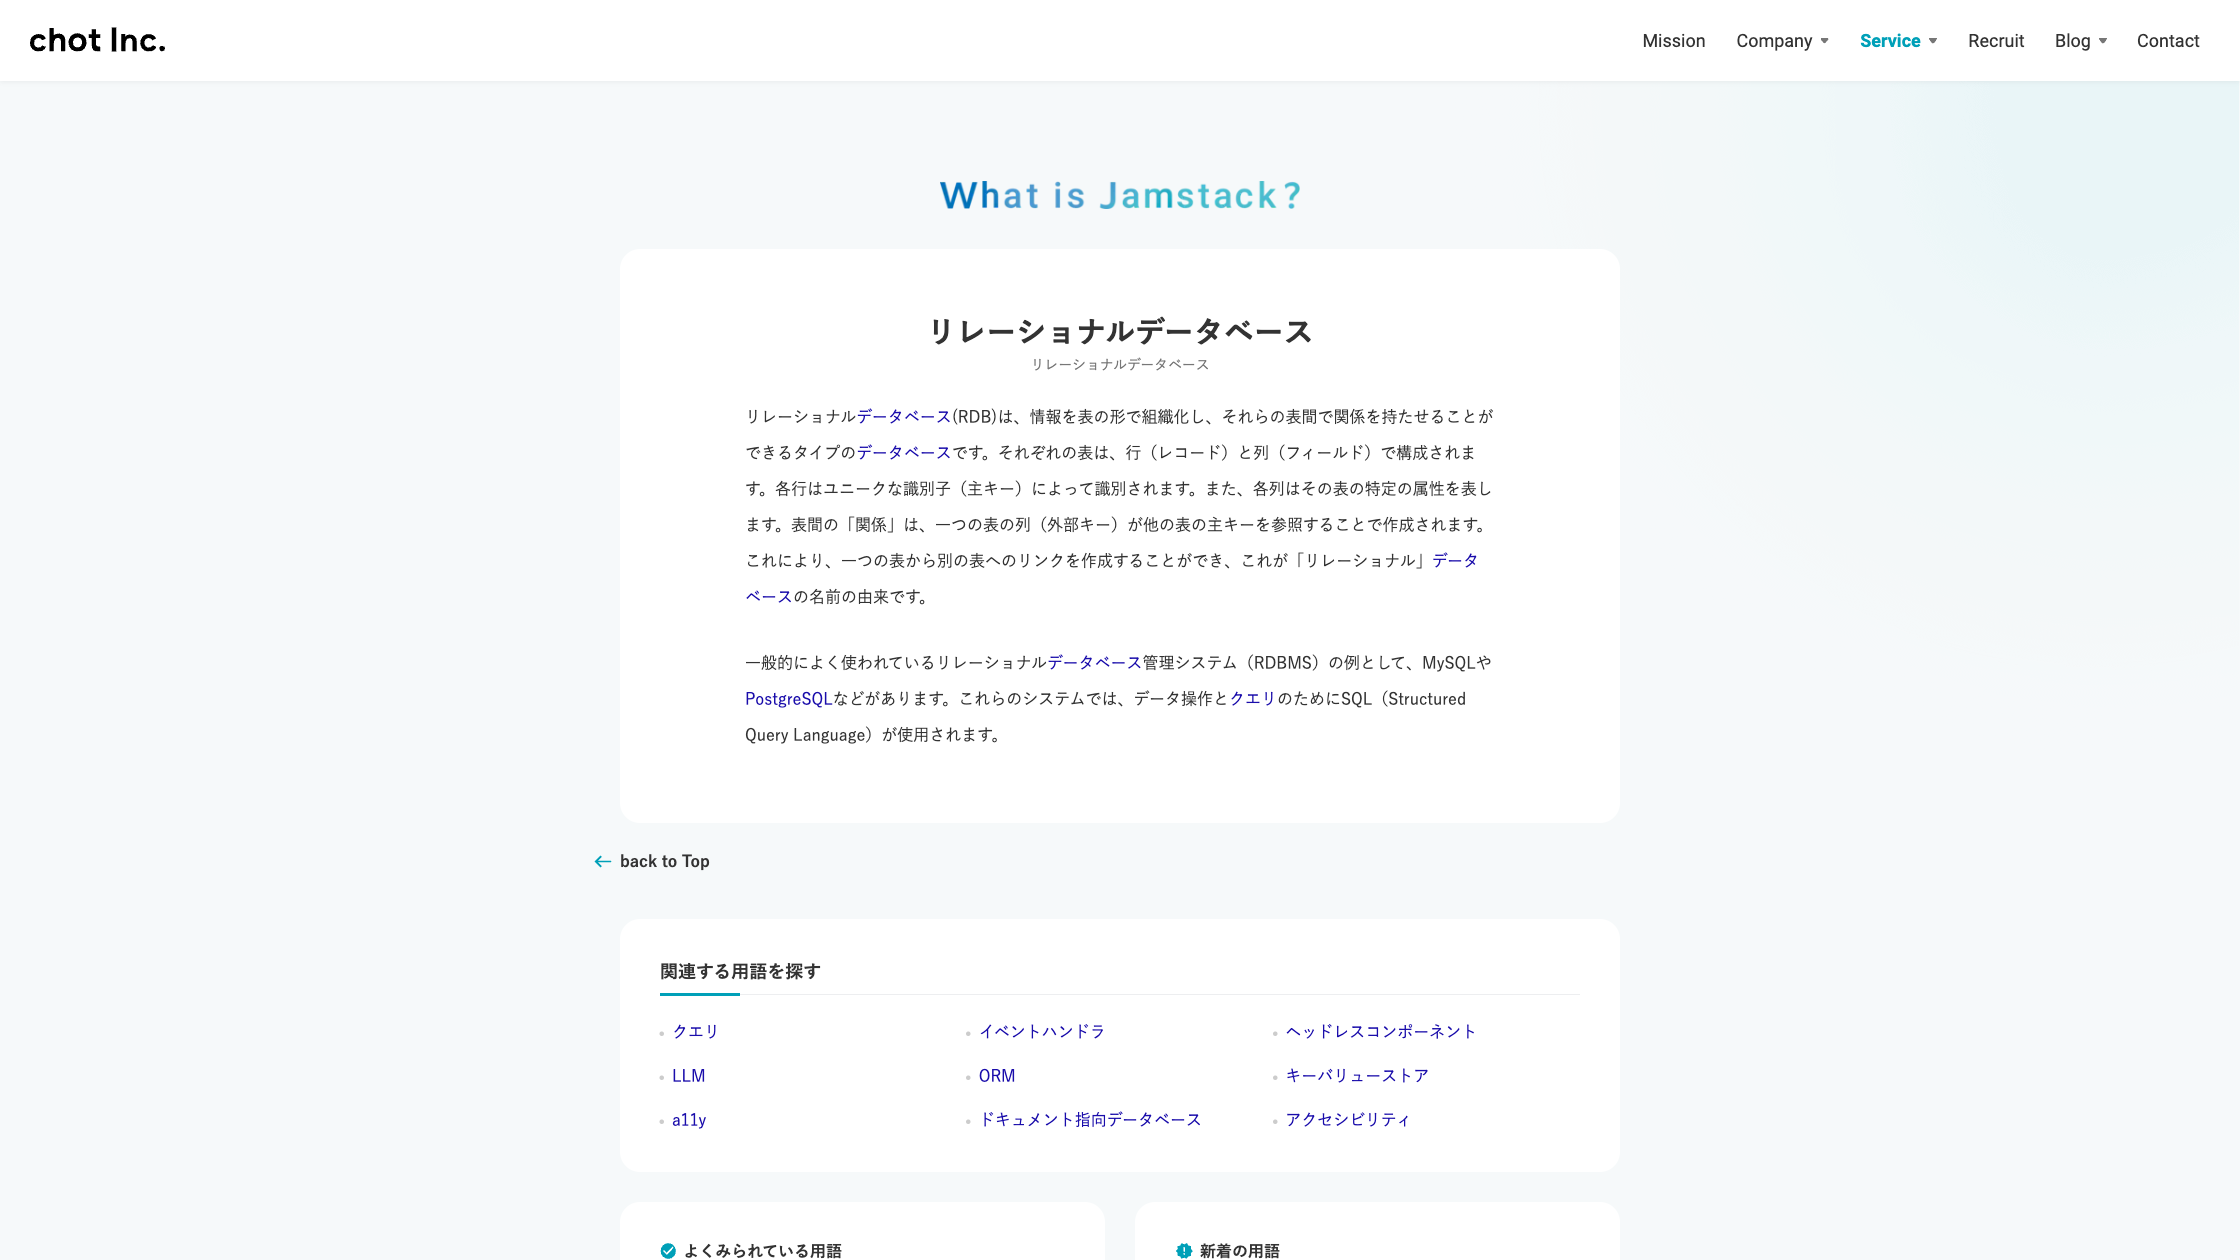 chot Inc.
Mission Company Service Recruit Blog Contact
What is Jamstack?
リレーショナルデータベース
リレーショナルデータベース
リレーショナルデータベース(RDB)は、情報を表の形で組織化し、それらの表間で関係を持たせることが
できるタイプのデータベースです。それぞれの表は、行（レコード）と列（フィールド）で構成されま
す。各行はユニークな識別子（主キー）によって識別されます。また、各列はその表の特定の属性を表し
ます。表間の「関係」は、一つの表の列（外部キー）が他の表の主キーを参照することで作成されます。
これにより、一つの表から別の表へのリンクを作成することができ、これが「リレーショナル」データ
ベースの名前の由来です。
一般的によく使われているリレーショナルデータベース管理システム（RDBMS）の例として、MySQLや
PostgreSQLなどがあります。これらのシステムでは、データ操作とクエリのためにSQL（Structured
Query Language）が使用されます。
back to Top
関連する用語を探す
クエリ イベントハンドラ ヘッドレスコンポーネント
LLM ORM キーバリューストア
a11y ドキュメント指向データベース アクセシビリティ
よくみられている用語 新着の用語